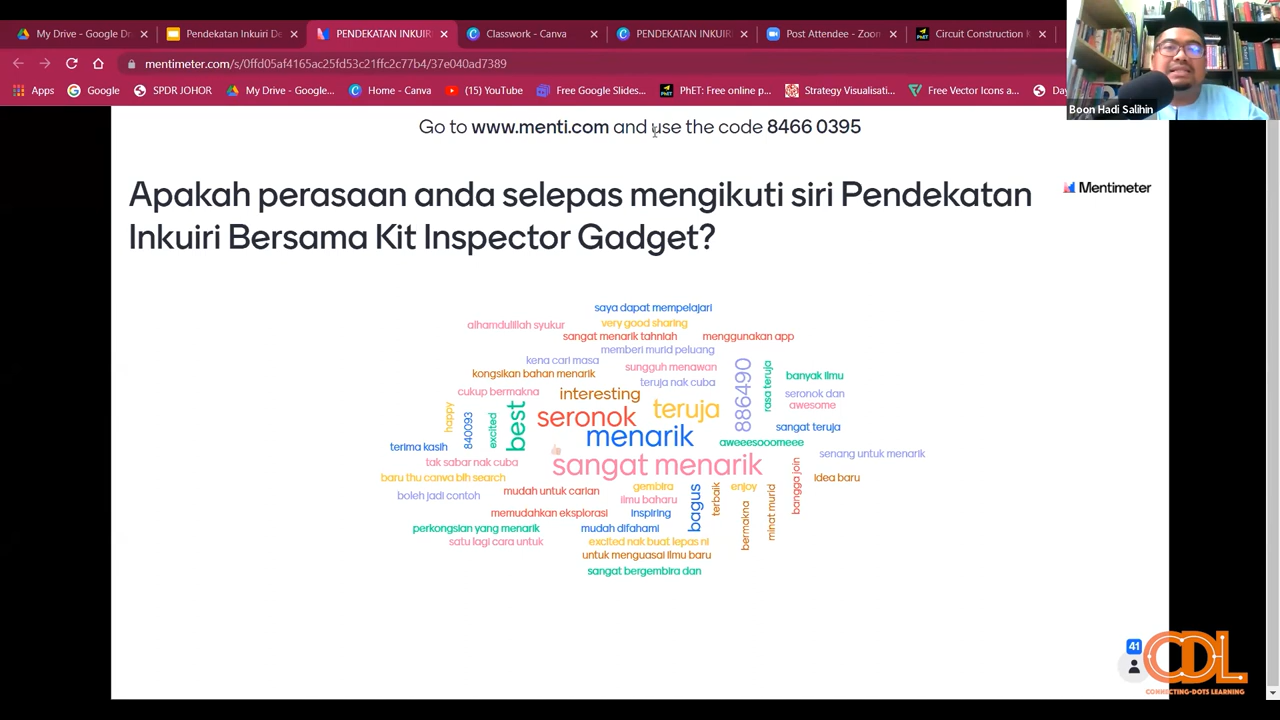 My Drive - Google Dr
Pendekatan Inkuiri De
PENDEKATAN INKUIR
Classwork - Canva
PENDEKATAN INKUIR
Post Attendee - Zoom
Circuit Construction K
mentimeter.com/s/0ffd05af4165ac25fd53c21ffc2c77b4/37e040ad7389
Apps
Google
SPDR JOHOR
My Drive - Google...
Home - Canva
(15) YouTube
Free Google Slides...
PhET: Free online p...
Strategy Visualisati...
Free Vector Icons a...
Da
Boon Hadi Salihin
Go to www.menti.com and use the code 8466 0395
Apakah perasaan anda selepas mengikuti siri Pendekatan
Inkuiri Bersama Kit Inspector Gadget?
Mentimeter
saya dapat mempelajari
alhamdulillah syukur
very good sharing
sangat menarik tahniah
menggunakan app
memberi murid peluang
kena cari masa
sungguh menawan
kongsikan bahan menarik
teruja nak cuba
886490
rasa teruja
banyak ilmu
cukup bermakna
interesting
seronok dan
awesome
happy
840093
excited
best
seronok
teruja
menarik
sangat teruja
aweeesooomeee
terima kasih
senang untuk menarik
tak sabar nak cuba
sangat menarik
bangga join
idea baru
baru thu canva blh search
boleh jadi contoh
mudah untuk carian
gembira
ilmu baharu
bagus
terbaik
enjoy
bermakna
minat murid
memudahkan eksplorasi
inspiring
perkongsian yang menarik
mudah difahami
satu lagi cara untuk
excited nak buat lepas ni
untuk menguasai ilmu baru
sangat bergembira dan
41
CDL
CONNECTING-DOTS LEARNING